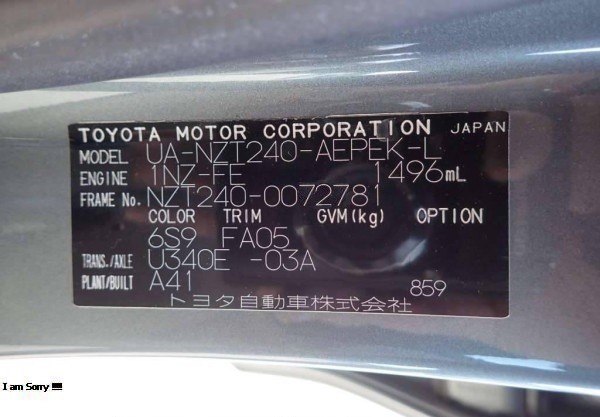 TOYOTA MOTOR CORPORATION JAPAN
MODEL UA-NZT240-AEPEK-L
ENGINE 1NZ-FE 1496mL
FRAME No. NZT240-0072781
COLOR TRIM GVM(kg) OPTION
6S9 FA05
TRANS./AXLE U340E -03A
PLANT/BUILT A41 859
トヨタ自動車株式会社
I am Sorry !!!!